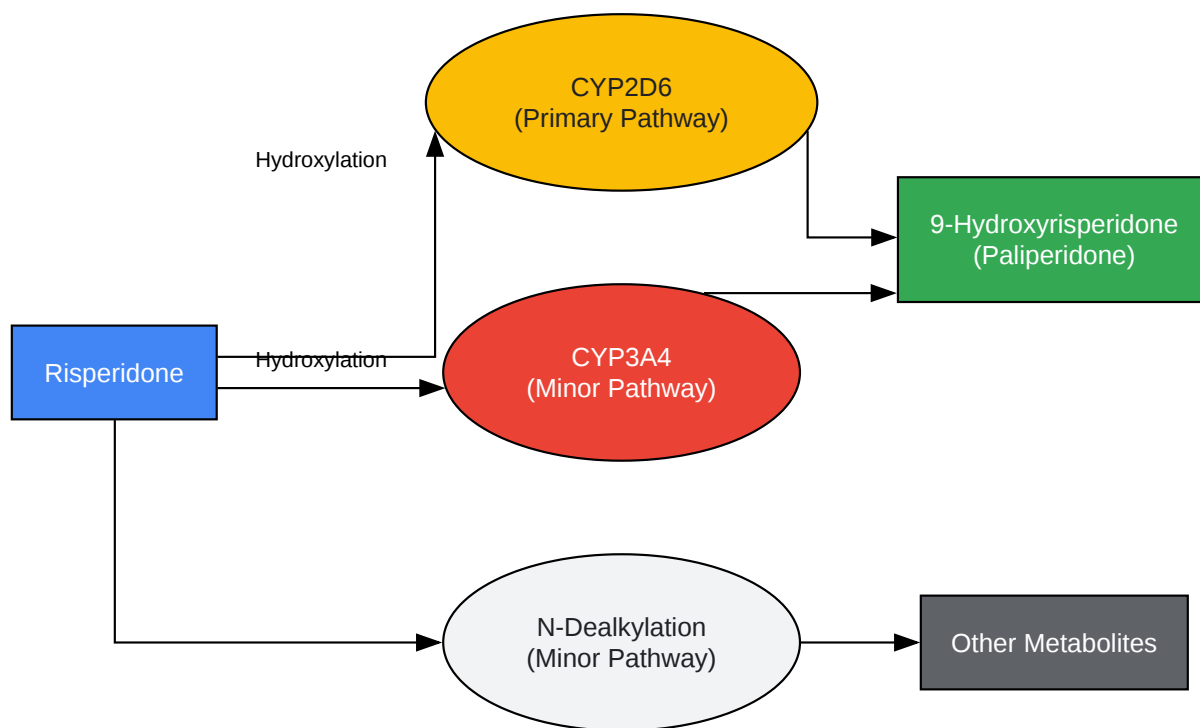 CYP2D6
(Primary Pathway)
Hydroxylation
9-Hydroxyrisperidone
(Paliperidone)
Risperidone
Hydroxylation
CYP3A4
(Minor Pathway)
N-Dealkylation
(Minor Pathway)
Other Metabolites